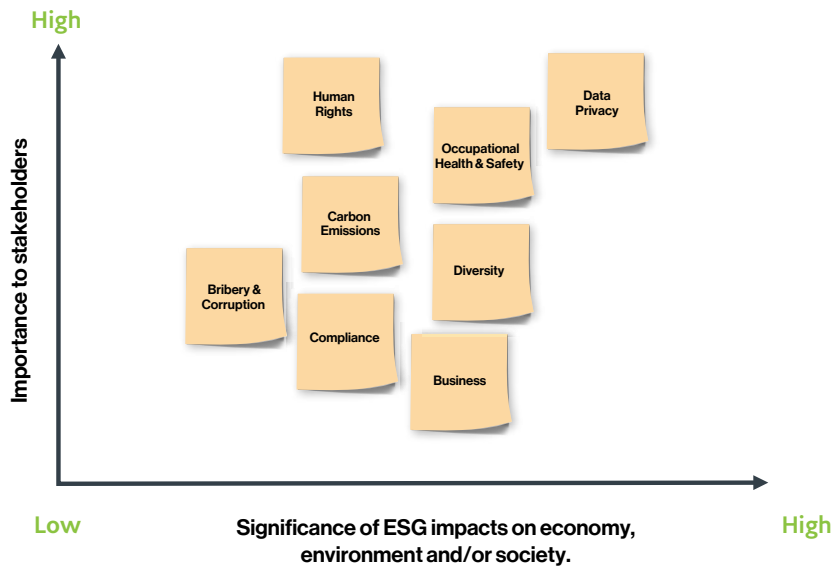 High
Importance to stakeholders
Human
Rights
Data
Privacy
Occupational
Health & Safety
Carbon
Emissions
Diversity
Bribery &
Corruption
Compliance
Business
Low
Significance of ESG impacts on economy,
environment and/or society.
High